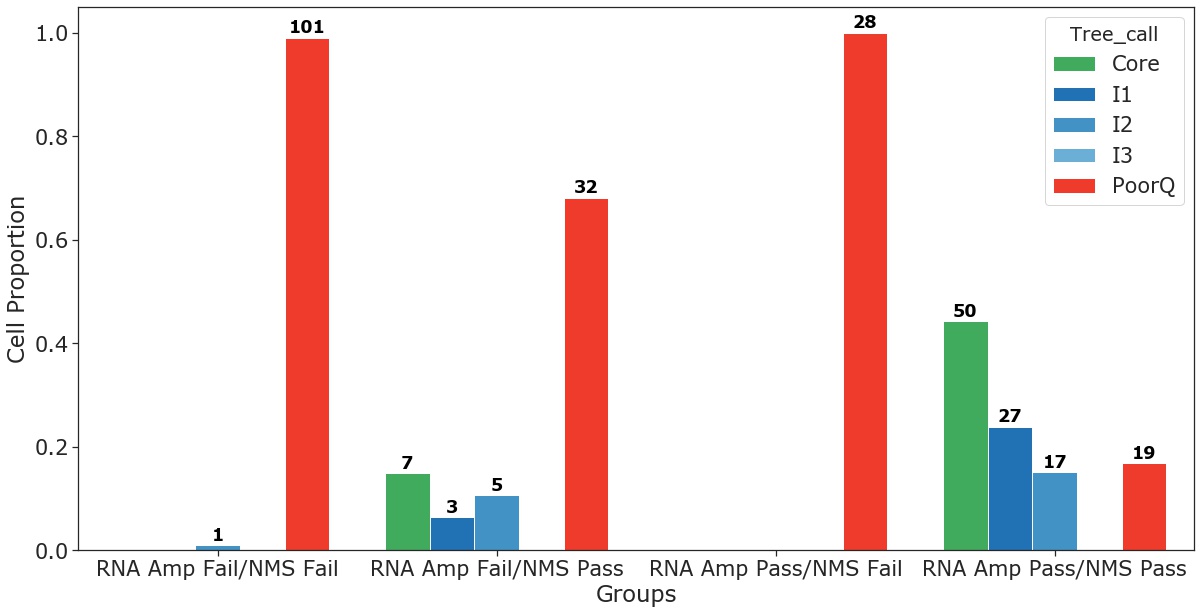 Cell Proportion
1.0
0.8
0.6
0.4
0.2
0.0
101
1
32
7
3
5
28
50
27
17
19
Tree_call
Core
I1
I2
I3
PoorQ
RNA Amp Fail/NMS Fail
RNA Amp Fail/NMS Pass
RNA Amp Pass/NMS Fail
RNA Amp Pass/NMS Pass
Groups